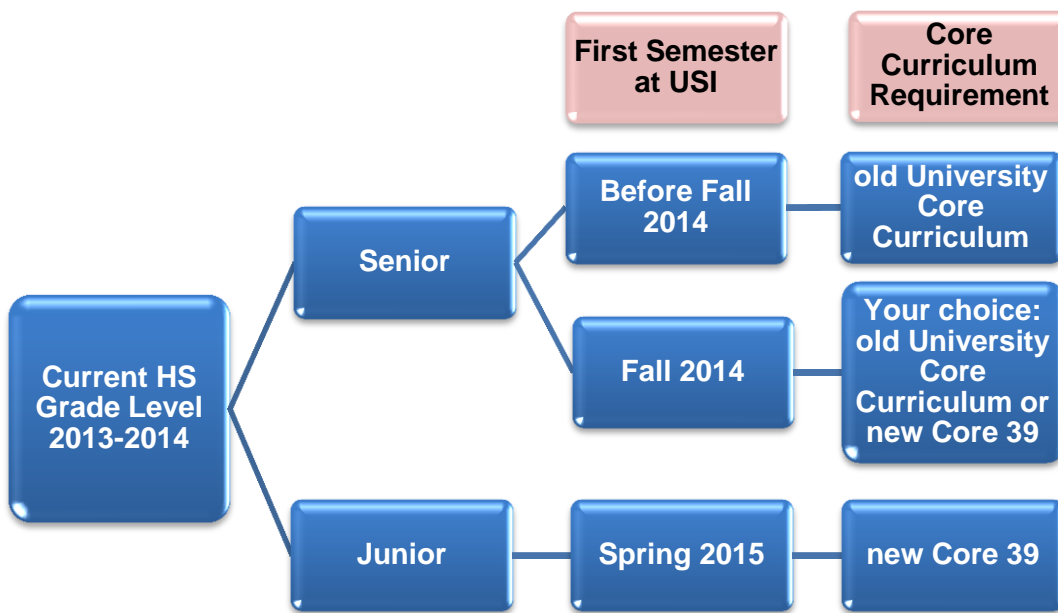 First Semester
at USI
Core
Curriculum
Requirement
Current HS
Grade Level
2013-2014
Senior
Before Fall
2014
old University
Core
Curriculum
Fall 2014
Your choice:
old University
Core
Curriculum or
new Core 39
Junior
Spring 2015
new Core 39